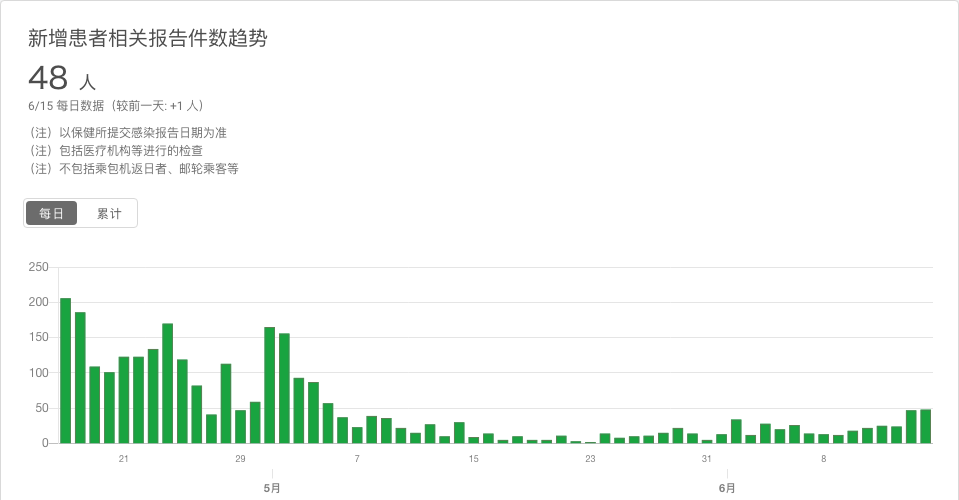 新增患者相关报告件数趋势
48 人
6/15 每日数据（较前一天: +1 人）
（注）以保健所提交感染报告日期为准
（注）包括医疗机构等进行的检查
（注）不包括乘包机返日者、邮轮乘客等
每日 累计
250
200
150
100
50
0
21 29 7 15 23 31 8
5月 6月